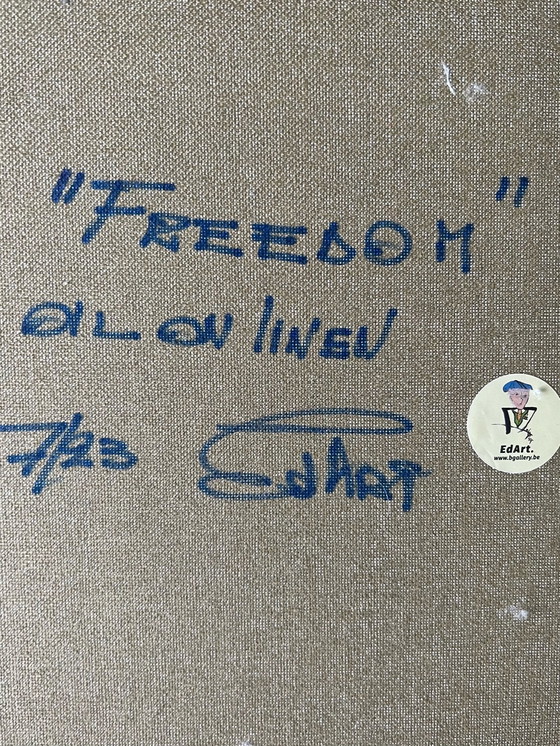 "FREEDOM"
OIL ON LINEN
7/23 EdArt
EdArt.
www.bgallery.be